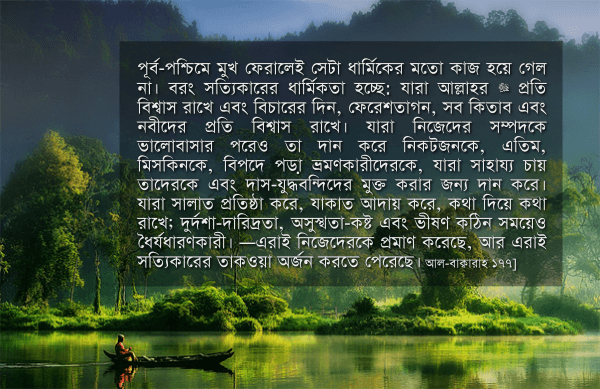 পূর্ব-পশ্চিমে মুখ ফেরালেই সেটা ধার্মিকের মতো কাজ হয়ে গেল
না। বরং সত্যিকারের ধার্মিকতা হচ্ছে: যারা আল্লাহর ﷻ প্রতি
বিশ্বাস রাখে এবং বিচারের দিন, ফেরেশতাগন, সব কিতাব এবং
নবীদের প্রতি বিশ্বাস রাখে। যারা নিজেদের সম্পদকে
ভালোবাসার পরেও তা দান করে নিকটজনকে, এতিম,
মিসকিনকে, বিপদে পড়া ভ্রমণকারীদেরকে, যারা সাহায্য চায়
তাদেরকে এবং দাস-যুদ্ধবন্দিদের মুক্ত করার জন্য দান করে।
যারা সালাত প্রতিষ্ঠা করে, যাকাত আদায় করে, কথা দিয়ে কথা
রাখে; দুর্দশা-দারিদ্রতা, অসুস্থতা-কষ্ট এবং ভীষণ কঠিন সময়েও
ধৈর্যধারণকারী। —এরাই নিজেদেরকে প্রমাণ করেছে, আর এরাই
সত্যিকারের তাকওয়া অর্জন করতে পেরেছে। আল-বাক্বারাহ ১৭৭]